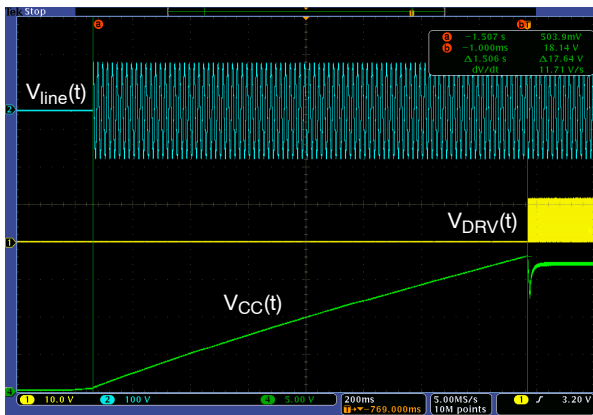 Tek Stop
a
b T
a -1.507 s 503.9mV
b -1.000ms 18.14 V
Δ1.506 s Δ17.64 V
dV/dt 11.71 V/s
Vline(t)
2
VDRV(t)
1
VCC(t)
4
1 10.0 V 2 100 V 4 5.00 V
200ms 5.00MS/s 1 3.20 V
T→▼-769.000ms 10M points